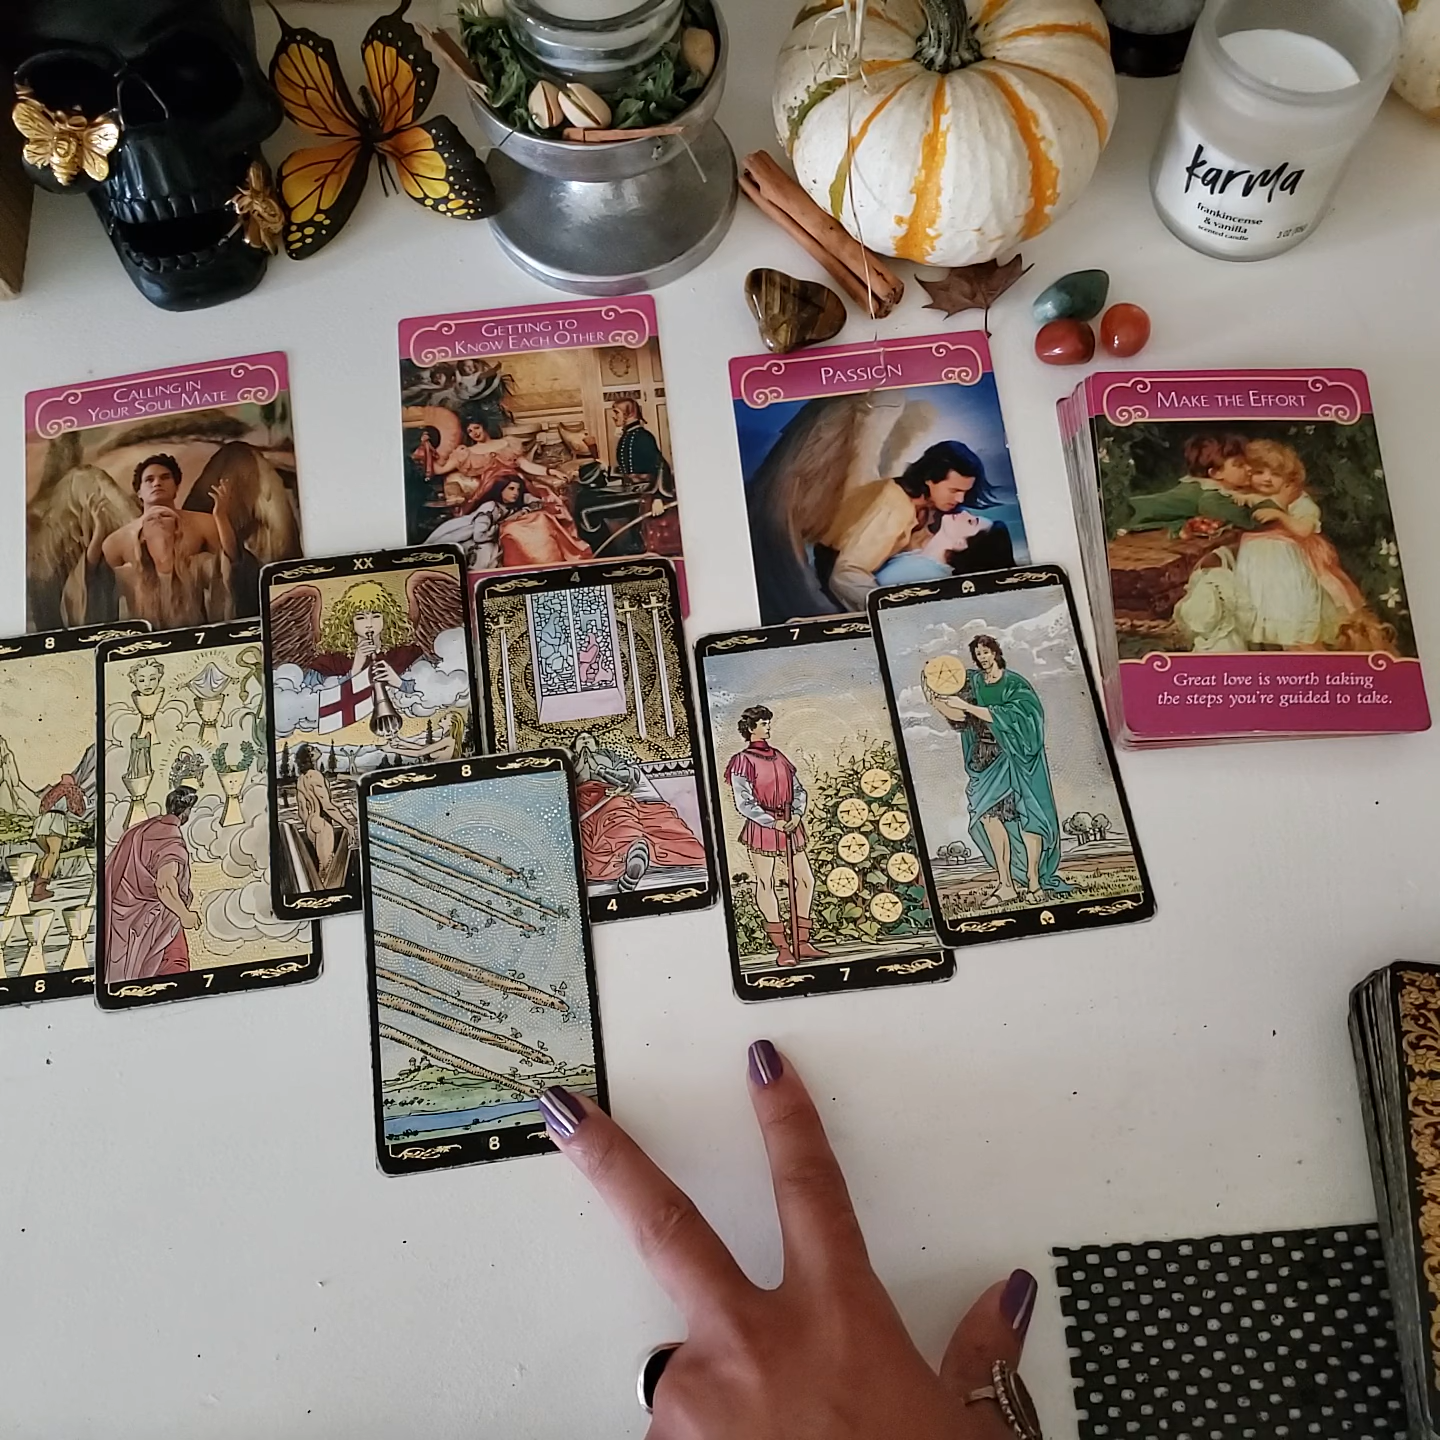 karma
frankincense
& vanilla
scented candle
GETTING TO
KNOW EACH OTHER
CALLING IN
YOUR SOUL MATE
PASSION
MAKE THE EFFORT
Great love is worth taking
the steps you're guided to take.
XX
4
8
7
7
8
4
8
7
7
8